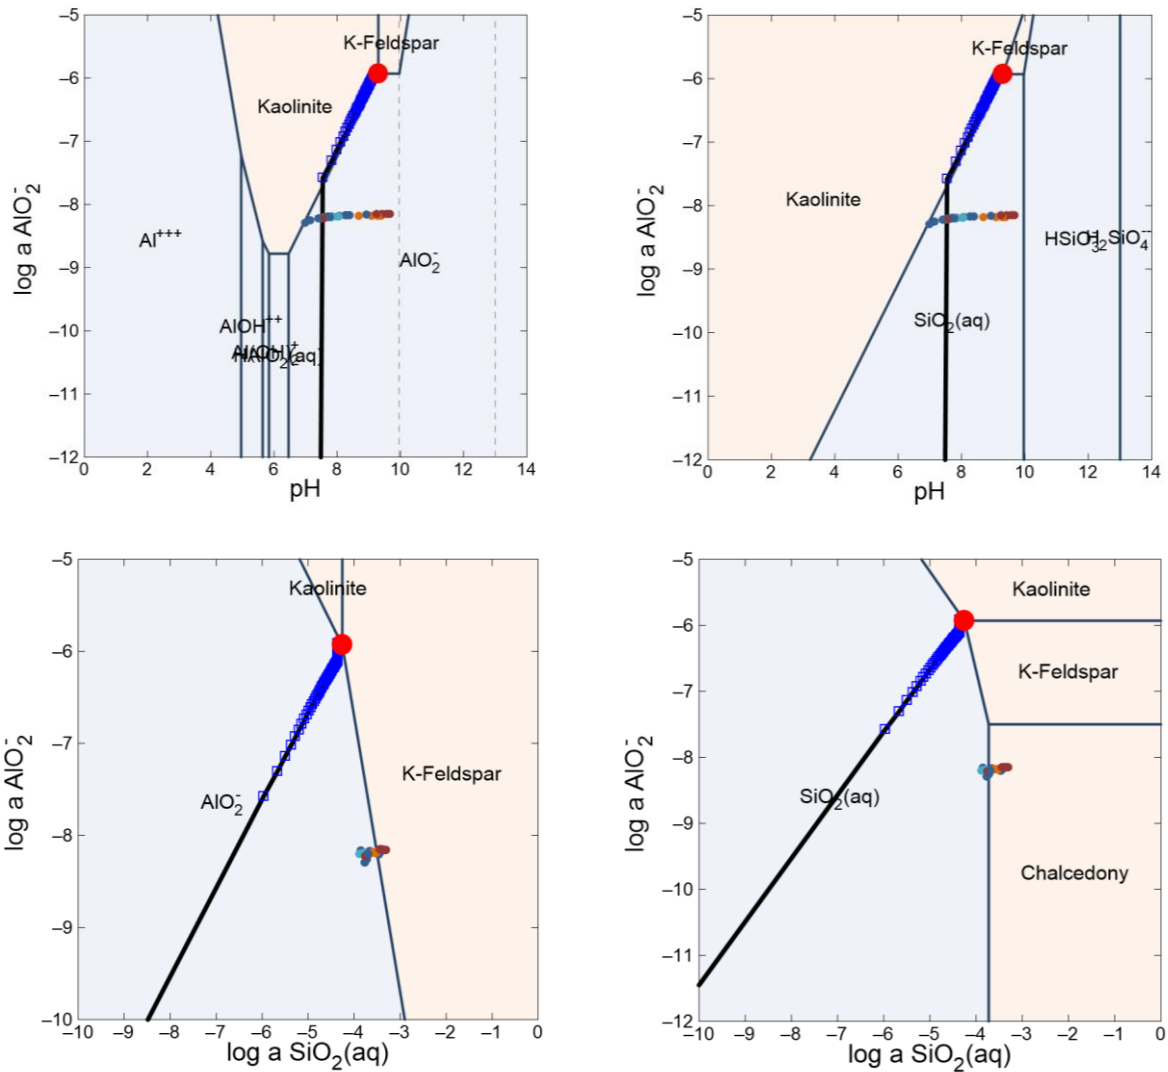 log a AlO₂⁻
–5
–6
–7
–8
–9
–10
–11
–12
K-Feldspar
Kaolinite
Al⁺⁺⁺
AlO₂⁻
AlOH⁺⁺
0 2 4 6 8 10 12 14
pH
log a AlO₂⁻
–5
–6
–7
–8
–9
–10
–11
–12
K-Feldspar
Kaolinite
SiO₂(aq)
HSiO₃⁻
H₂SiO₄⁻⁻
0 2 4 6 8 10 12 14
pH
log a AlO₂⁻
–5
–6
–7
–8
–9
–10
Kaolinite
K-Feldspar
AlO₂⁻
–10 –9 –8 –7 –6 –5 –4 –3 –2 –1 0
log a SiO₂(aq)
log a AlO₂⁻
–5
–6
–7
–8
–9
–10
–11
–12
Kaolinite
K-Feldspar
SiO₂(aq)
Chalcedony
–10 –9 –8 –7 –6 –5 –4 –3 –2 –1 0
log a SiO₂(aq)